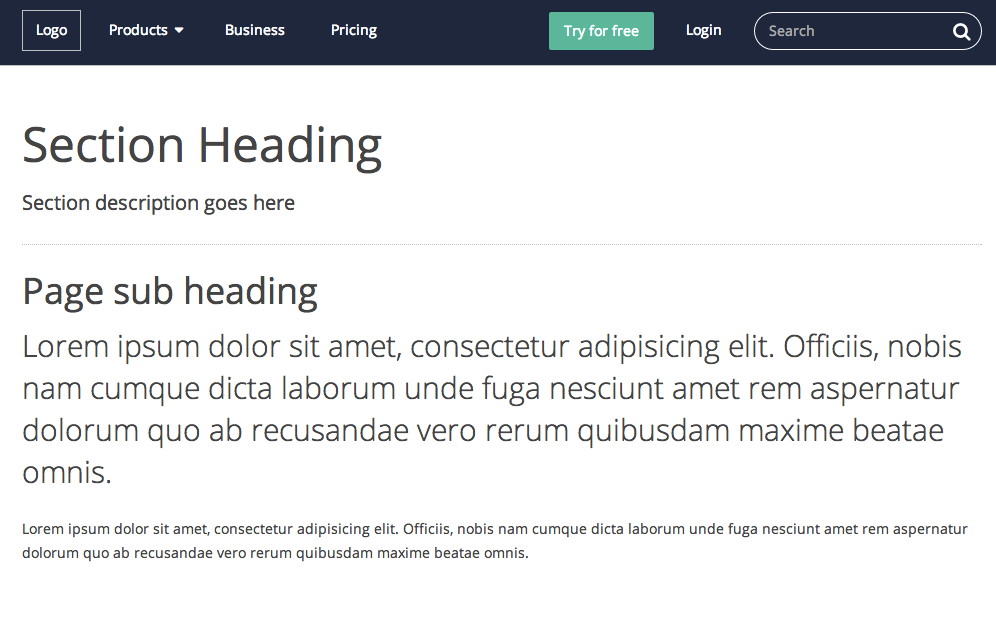 Logo
Products
Business
Pricing
Try for free
Login
Search
Section Heading
Section description goes here
Page sub heading
Lorem ipsum dolor sit amet, consectetur adipisicing elit. Officiis, nobis
nam cumque dicta laborum unde fuga nesciunt amet rem aspernatur
dolorum quo ab recusandae vero rerum quibusdam maxime beatae
omnis.
Lorem ipsum dolor sit amet, consectetur adipisicing elit. Officiis, nobis nam cumque dicta laborum unde fuga nesciunt amet rem aspernatur
dolorum quo ab recusandae vero rerum quibusdam maxime beatae omnis.